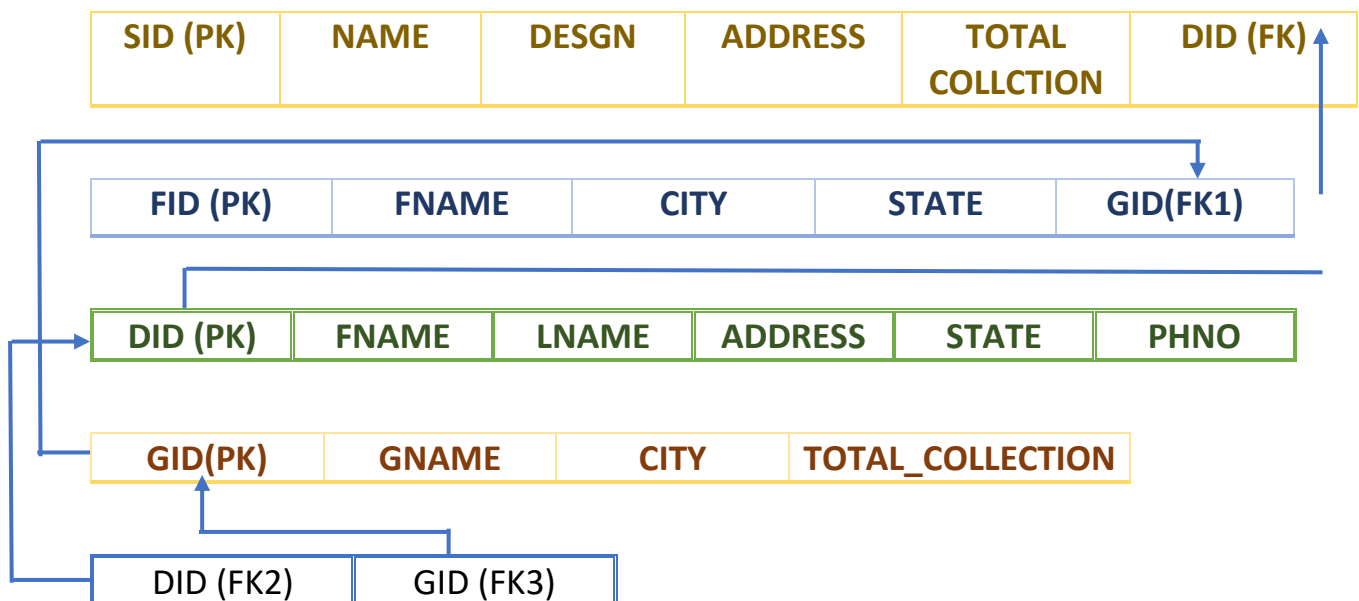 SID (PK) NAME DESGN ADDRESS TOTAL DID (FK)
COLLCTION
FID (PK) FNAME CITY STATE GID(FK1)
DID (PK) FNAME LNAME ADDRESS STATE PHNO
GID(PK) GNAME CITY TOTAL_COLLECTION
DID (FK2) GID (FK3)